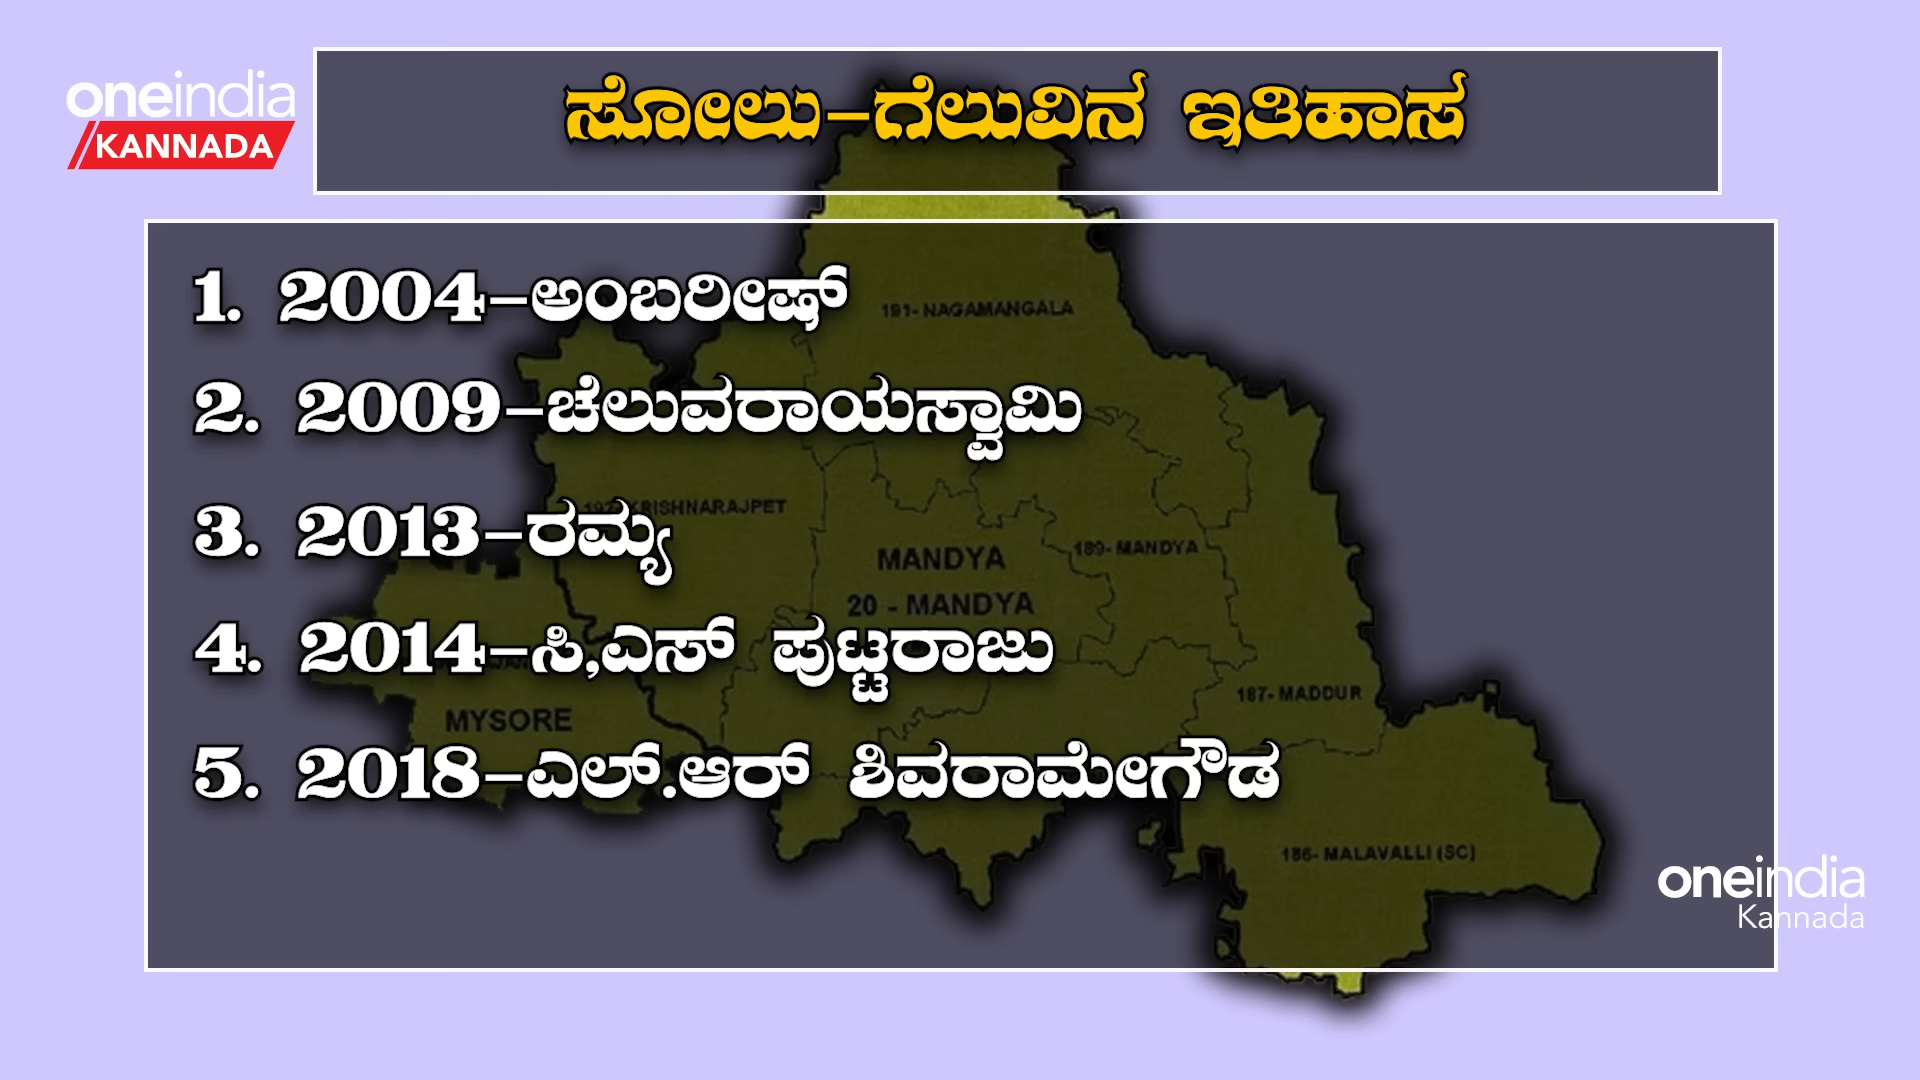 oneindia
KANNADA
ಸೋಲು-ಗೆಲುವಿನ ಇತಿಹಾಸ
1. 2004-ಅಂಬರೀಷ್
191- NAGAMANGALA
2. 2009-ಚೆಲುವರಾಯಸ್ವಾಮಿ
KRISHNARAJPET
3. 2013-ರಮ್ಯ
MANDYA
189- MANDYA
20 - MANDYA
4. 2014-ಸಿ,ಎಸ್ ಪುಟ್ಟರಾಜು
187- MADDUR
MYSORE
5. 2018-ಎಲ್.ಆರ್ ಶಿವರಾಮೇಗೌಡ
186- MALAVALLI (SC)
oneindia
Kannada